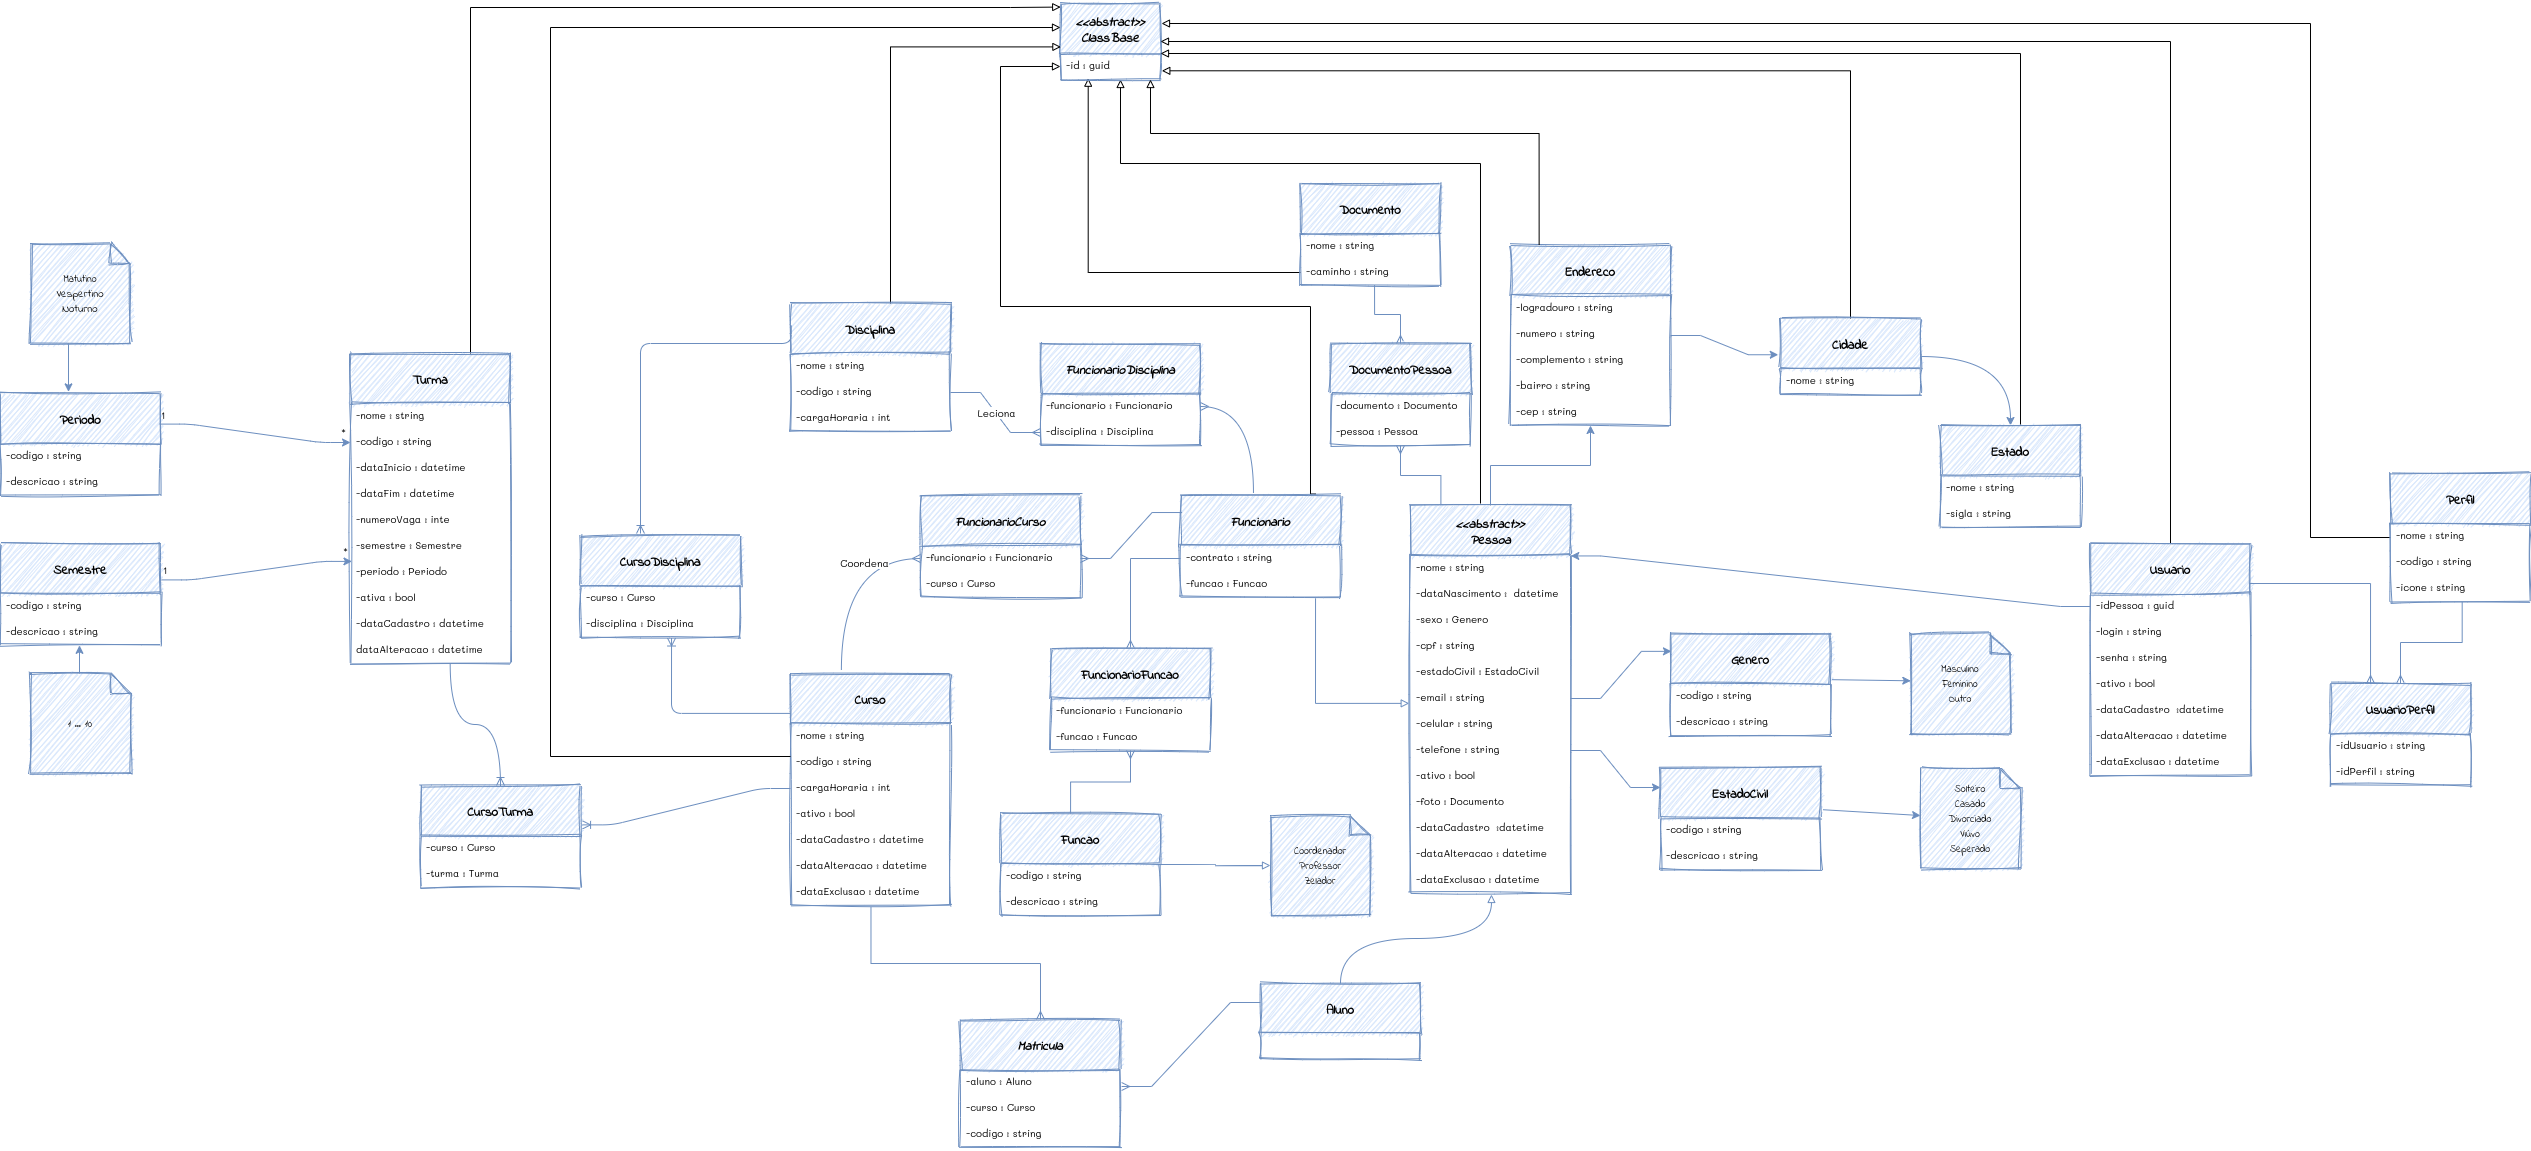 <<abstract>>
Class Base
-id : guid
Documento
-nome : string
-caminho : string
Matutino
Vespertino
Noturno
Endereco
-logradouro : string
-numero : string
-complemento : string
-bairro : string
-cep : string
Disciplina
-nome : string
-codigo : string
-cargaHoraria : int
Cidade
-nome : string
Funcionario Disciplina
-funcionario : Funcionario
-disciplina : Disciplina
Leciona
DocumentoPessoa
-documento : Documento
-pessoa : Pessoa
Turma
-nome : string
-codigo : string
-dataInicio : datetime
-dataFim : datetime
-numeroVaga : inte
-semestre : Semestre
-periodo : Periodo
-ativa : bool
-dataCadastro : datetime
dataAlteracao : datetime
Periodo
-codigo : string
-descricao : string
1
*
Estado
-nome : string
-sigla : string
Perfil
-nome : string
-codigo : string
-icone : string
FuncionarioCurso
-funcionario : Funcionario
-curso : Curso
Coordena
Funcionario
-contrato : string
-funcao : Funcao
<<abstract>>
Pessoa
-nome : string
-dataNascimento : datetime
-sexo : Genero
-cpf : string
-estadoCivil : EstadoCivil
-email : string
-celular : string
-telefone : string
-ativo : bool
-foto : Documento
-dataCadastro :datetime
-dataAlteracao : datetime
-dataExclusao : datetime
Semestre
-codigo : string
-descricao : string
1
*
CursoDisciplina
-curso : Curso
-disciplina : Disciplina
Usuario
-idPessoa : guid
-login : string
-senha : string
-ativo : bool
-dataCadastro :datetime
-dataAlteracao : datetime
-dataExclusao : datetime
Genero
-codigo : string
-descricao : string
Masculino
Feminino
Outro
FuncionarioFuncao
-funcionario : Funcionario
-funcao : Funcao
1 ... 10
Curso
-nome : string
-codigo : string
-cargaHoraria : int
-ativo : bool
-dataCadastro : datetime
-dataAlteracao : datetime
-dataExclusao : datetime
UsuarioPerfil
-idUsuario : string
-idPerfil : string
EstadoCivil
-codigo : string
-descricao : string
Solteiro
Casado
Divorciado
Viúvo
Seperado
CursoTurma
-curso : Curso
-turma : Turma
Funcao
-codigo : string
-descricao : string
Coordenador
Professor
Zelador
Aluno
Matricula
-aluno : Aluno
-curso : Curso
-codigo : string